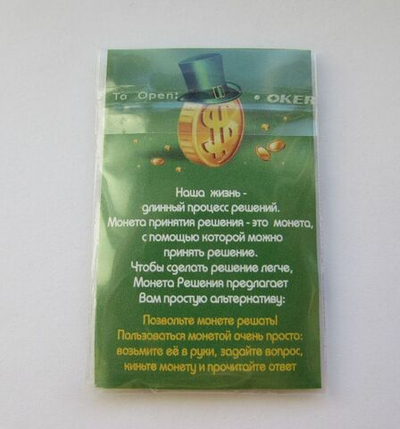 To Open:
• OKER
$
Наша жизнь -
длинный процесс решений.
Монета принятия решения - это монета,
с помощью которой можно
принять решение.
Чтобы сделать решение легче,
Монета Решения предлагает
Вам простую альтернативу:
Позвольте монете решать!
Пользоваться монетой очень просто:
возьмите её в руки, задайте вопрос,
киньте монету и прочитайте ответ